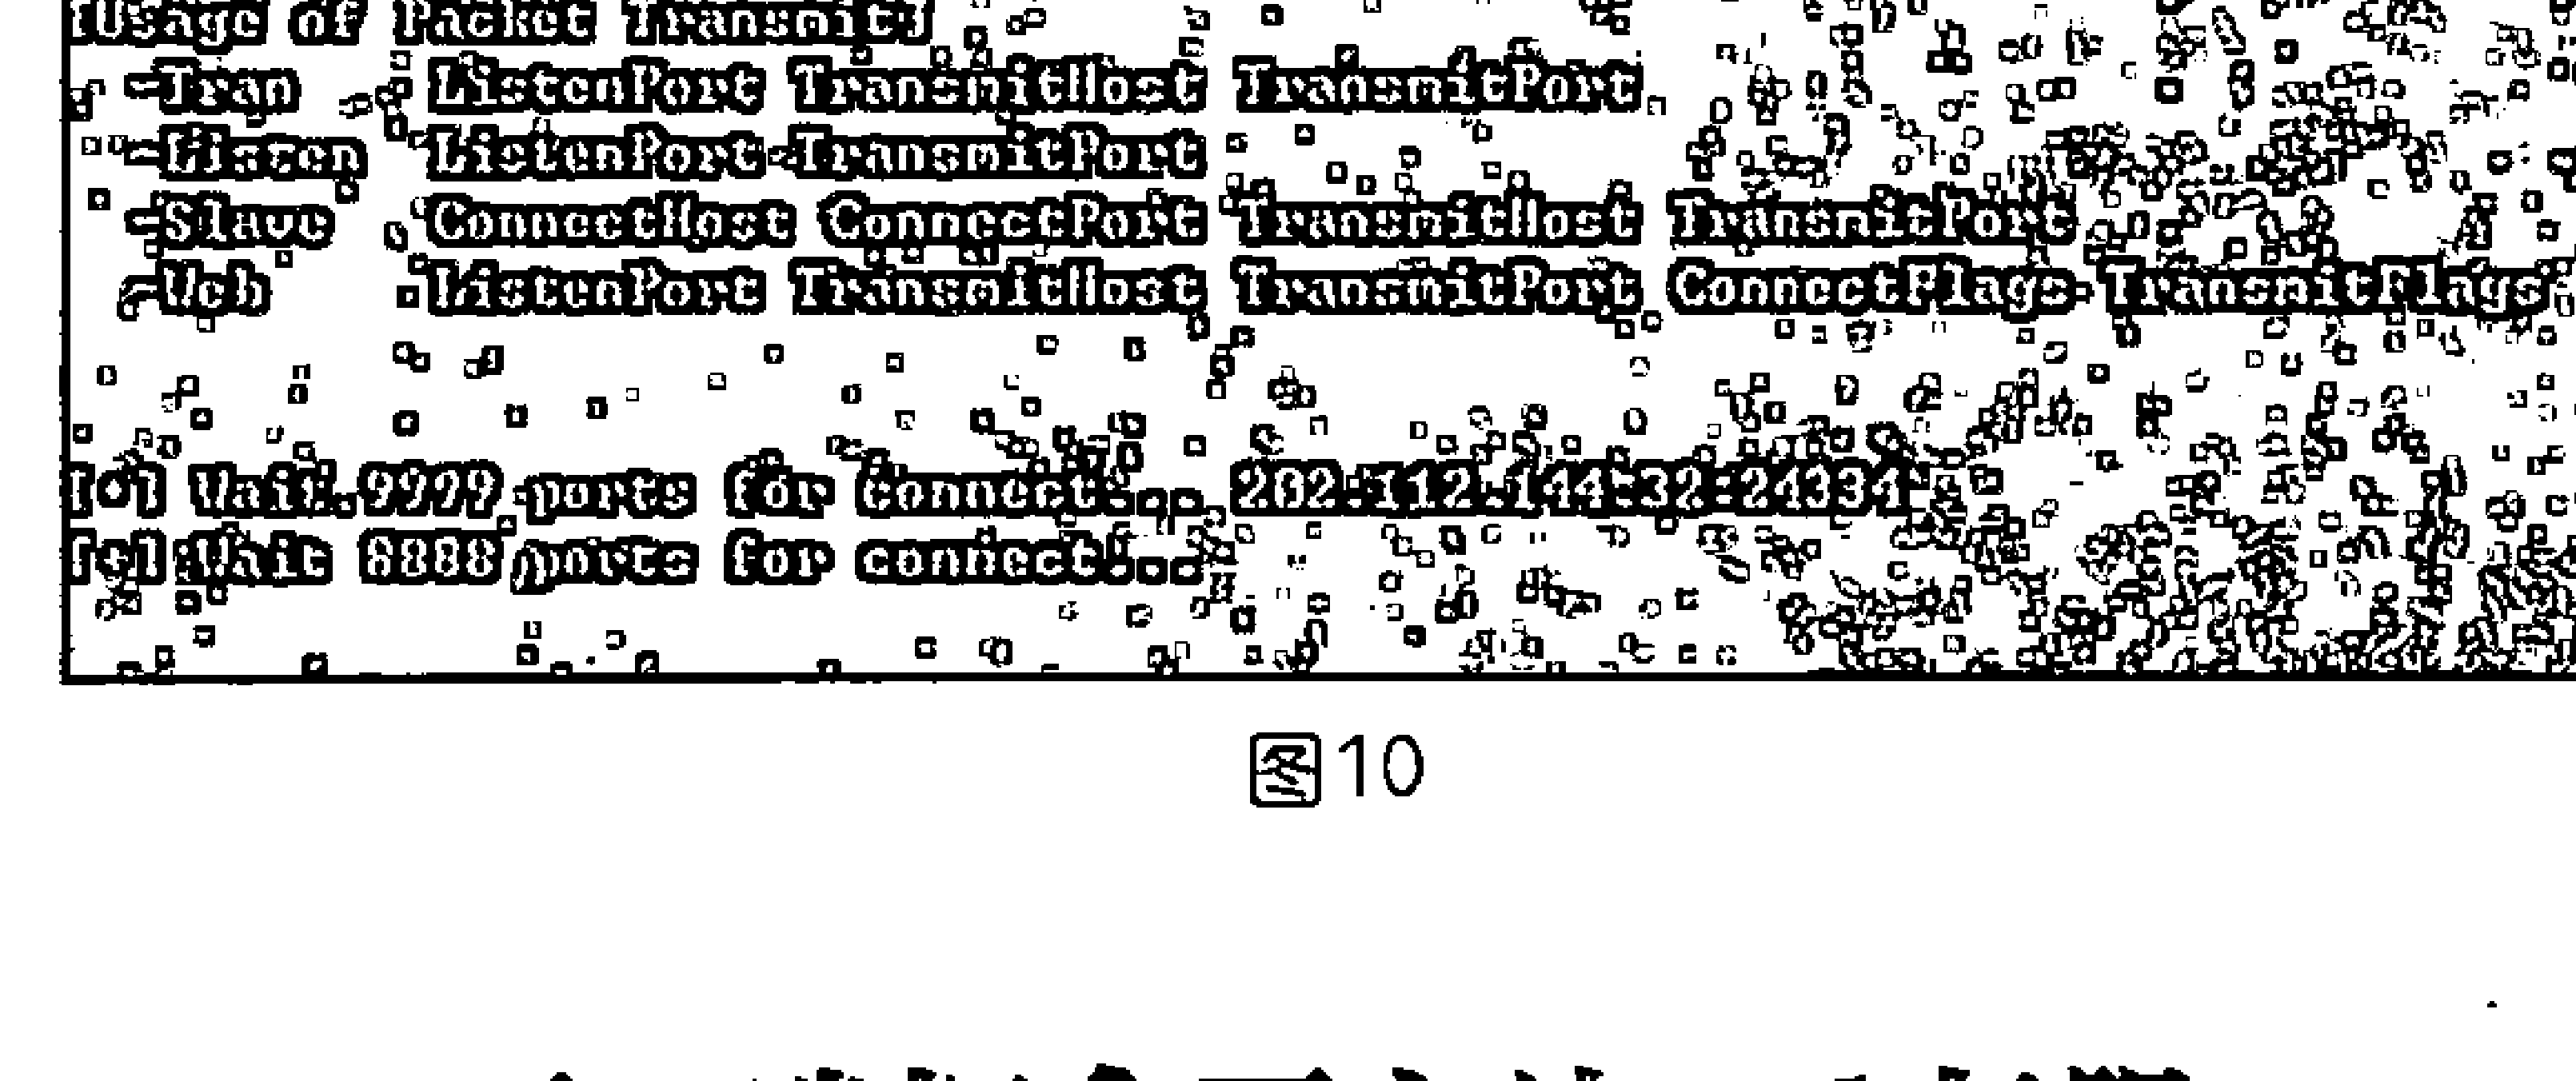 [Usage of Packet Transmit]
-Tran ListenPort TransmitHost TransmitPort
-Listen ListenPort TransmitPort
-Slave ConnectHost ConnectPort TransmitHost TransmitPort
-Web ListenPort TransmitHost TransmitPort ConnectFlags TransmitFlags
[+] Wait 9999 ports for Connect... 202.112.144.32:24334
[+] Wait 8888 ports for connect...
图10